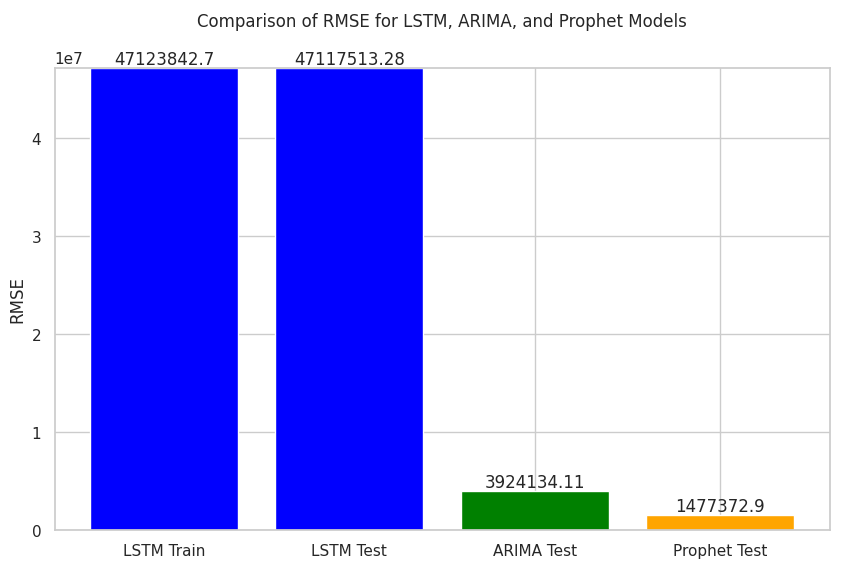 Comparison of RMSE for LSTM, ARIMA, and Prophet Models
1e7
47123842.7
47117513.28
4
3
2
1
0
RMSE
3924134.11
1477372.9
LSTM Train
LSTM Test
ARIMA Test
Prophet Test